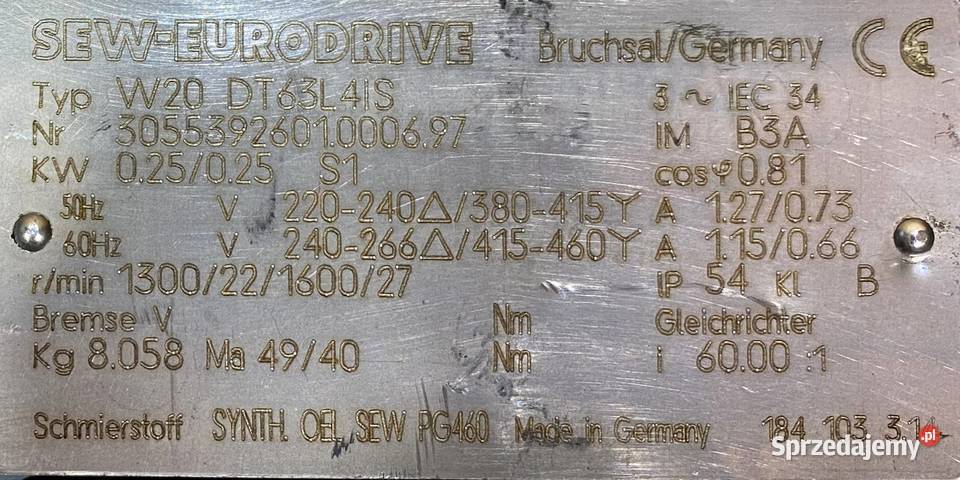 SEW-EURODRIVE Bruchsal/Germany CE
Typ W20 DT63L4IS 3 ~ IEC 34
Nr 3055392601.0006.97 IM B3A
KW 0.25/0.25 S1 cosφ 0.81
50Hz V 220-240△/380-415Y A 1.27/0.73
60Hz V 240-266△/415-460Y A 1.15/0.66
r/min 1300/22/1600/27 IP 54 Kl B
Bremse V Nm Gleichrichter
Kg 8.058 Ma 49/40 Nm i 60.00 :1
Schmierstoff SYNTH. OEL SEW PG460 Made in Germany 184 103 3.1
Sprzedajemy.pl